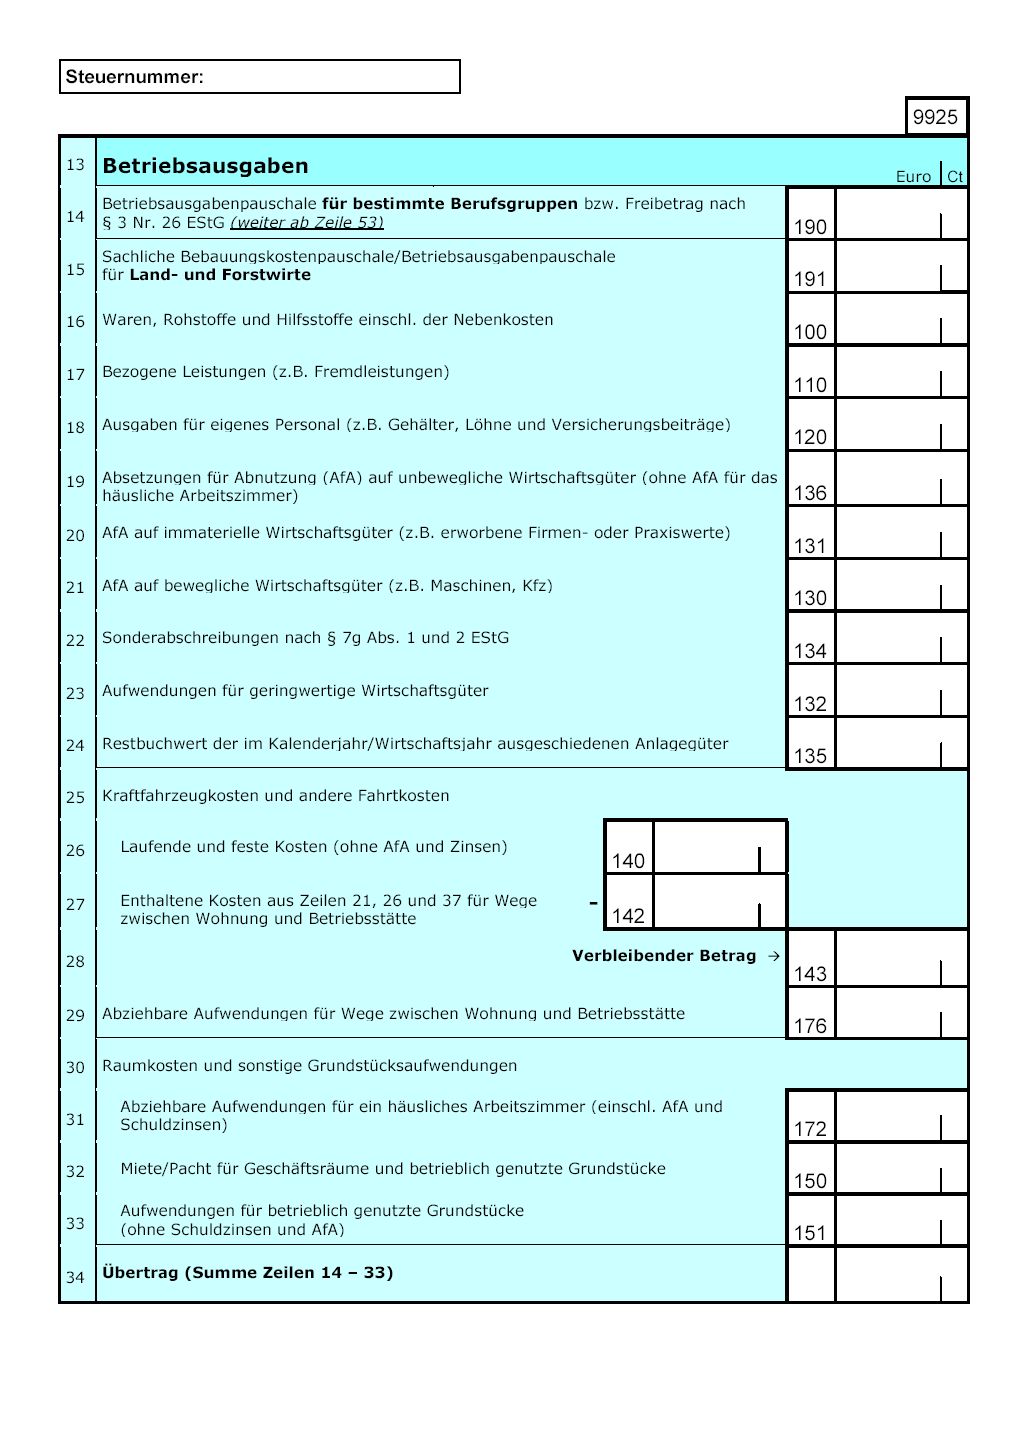 Steuernummer:
9925
13 Betriebsausgaben Euro Ct
14 Betriebsausgabenpauschale für bestimmte Berufsgruppen bzw. Freibetrag nach
§ 3 Nr. 26 EStG (weiter ab Zeile 53) 190
15 Sachliche Bebauungskostenpauschale/Betriebsausgabenpauschale
für Land- und Forstwirte 191
16 Waren, Rohstoffe und Hilfsstoffe einschl. der Nebenkosten 100
17 Bezogene Leistungen (z.B. Fremdleistungen) 110
18 Ausgaben für eigenes Personal (z.B. Gehälter, Löhne und Versicherungsbeiträge) 120
19 Absetzungen für Abnutzung (AfA) auf unbewegliche Wirtschaftsgüter (ohne AfA für das
häusliche Arbeitszimmer) 136
20 AfA auf immaterielle Wirtschaftsgüter (z.B. erworbene Firmen- oder Praxiswerte) 131
21 AfA auf bewegliche Wirtschaftsgüter (z.B. Maschinen, Kfz) 130
22 Sonderabschreibungen nach § 7g Abs. 1 und 2 EStG 134
23 Aufwendungen für geringwertige Wirtschaftsgüter 132
24 Restbuchwert der im Kalenderjahr/Wirtschaftsjahr ausgeschiedenen Anlagegüter 135
25 Kraftfahrzeugkosten und andere Fahrtkosten
26 Laufende und feste Kosten (ohne AfA und Zinsen) 140
27 Enthaltene Kosten aus Zeilen 21, 26 und 37 für Wege
zwischen Wohnung und Betriebsstätte - 142
28 Verbleibender Betrag → 143
29 Abziehbare Aufwendungen für Wege zwischen Wohnung und Betriebsstätte 176
30 Raumkosten und sonstige Grundstücksaufwendungen
31 Abziehbare Aufwendungen für ein häusliches Arbeitszimmer (einschl. AfA und
Schuldzinsen) 172
32 Miete/Pacht für Geschäftsräume und betrieblich genutzte Grundstücke 150
33 Aufwendungen für betrieblich genutzte Grundstücke
(ohne Schuldzinsen und AfA) 151
34 Übertrag (Summe Zeilen 14 – 33)